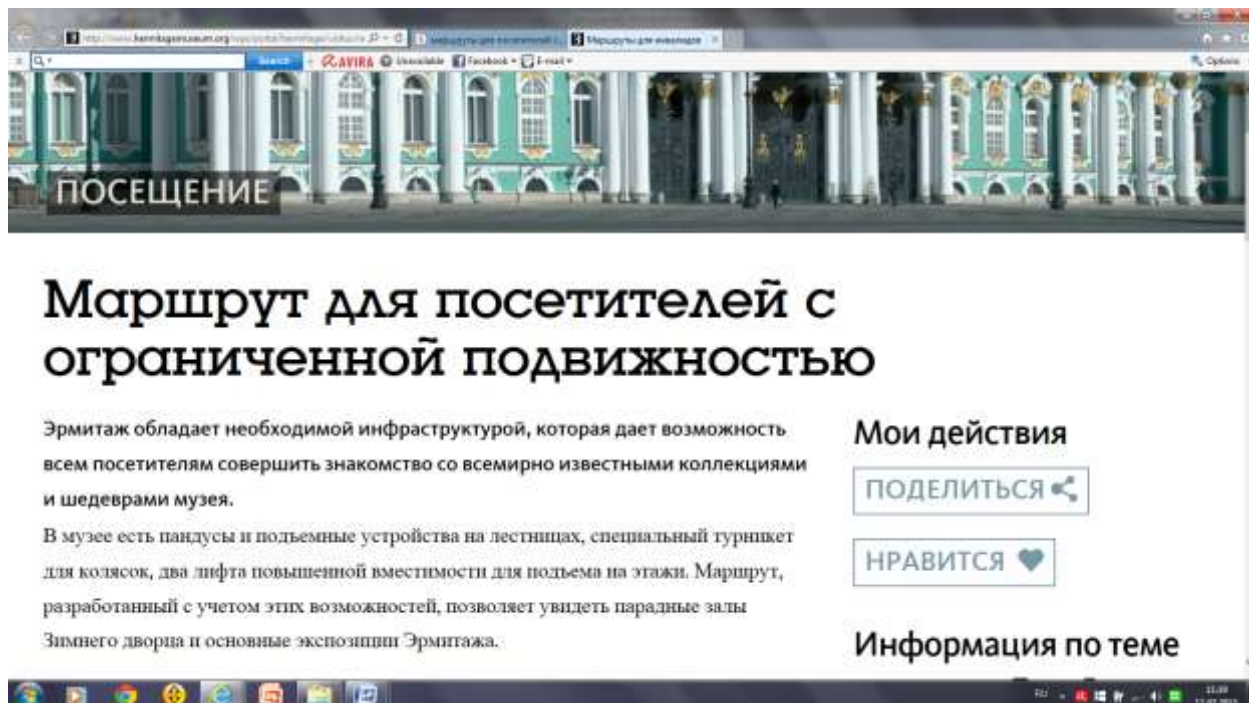 AVIRA Facebook E-mail Options
ПОСЕЩЕНИЕ
Маршрут для посетителей с
ограниченной подвижностью
Эрмитаж обладает необходимой инфраструктурой, которая дает возможность
всем посетителям совершить знакомство со всемирно известными коллекциями
и шедеврами музея.
В музее есть пандусы и подъемные устройства на лестницах, специальный турникет
для колясок, два лифта повышенной вместимости для подъема на этажи. Маршрут,
разработанный с учетом этих возможностей, позволяет увидеть парадные залы
Зимнего дворца и основные экспозиции Эрмитажа.
Мои действия
ПОДЕЛИТЬСЯ
НРАВИТСЯ
Информация по теме
RU